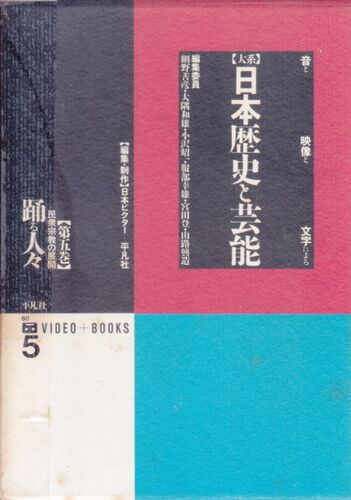 音と 映像と 文字による
【大系】日本歴史と芸能
編集委員
網野善彦・大隅和雄・小沢昭一・服部幸雄・宮田登・山路興造
【編集・制作】日本ビクター 平凡社
【第五巻】
民衆宗教の展開
踊る人々
平凡社
60
5
VIDEO+BOOKS